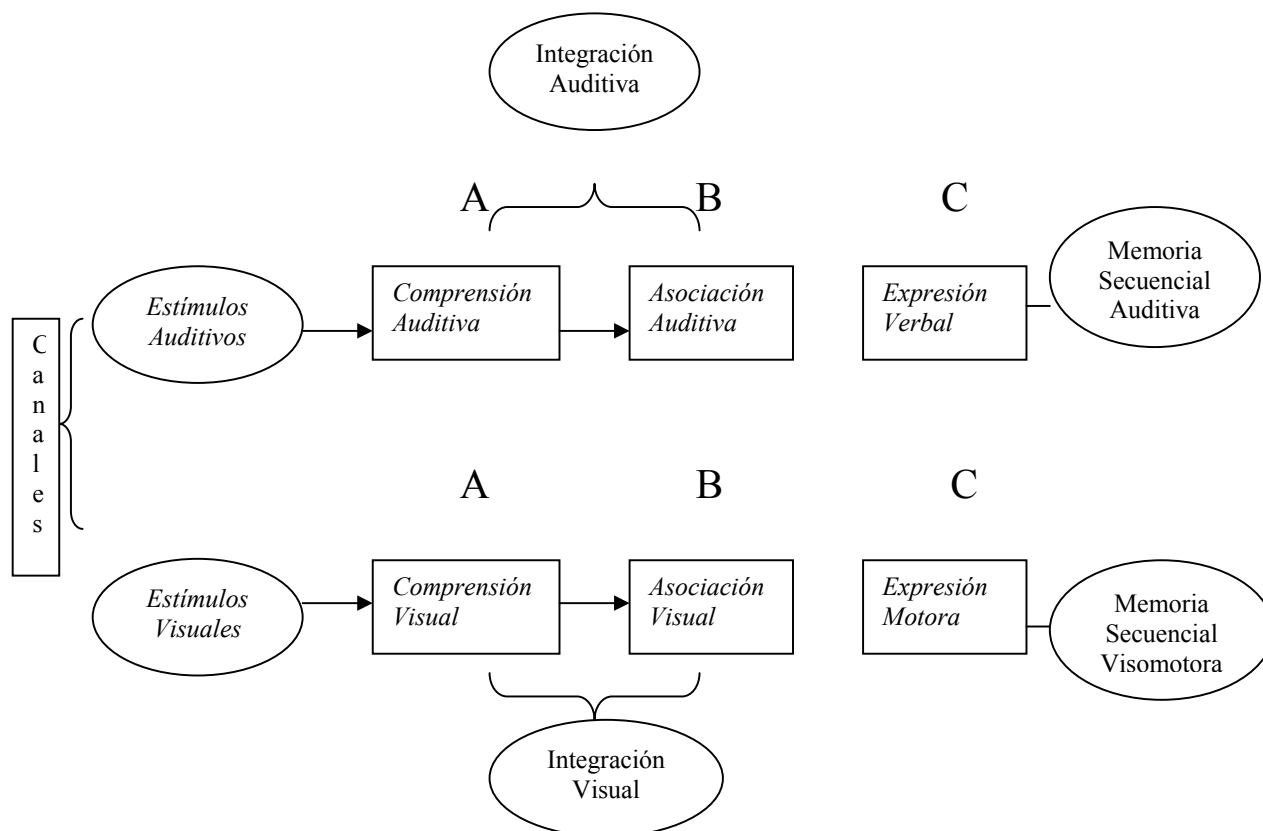 Integración
Auditiva
A
B
C
Estímulos
Auditivos
Comprensión
Auditiva
Asociación
Auditiva
Expresión
Verbal
Memoria
Secuencial
Auditiva
C
a
n
a
l
e
s
A
B
C
Estímulos
Visuales
Comprensión
Visual
Asociación
Visual
Expresión
Motora
Memoria
Secuencial
Visomotora
Integración
Visual